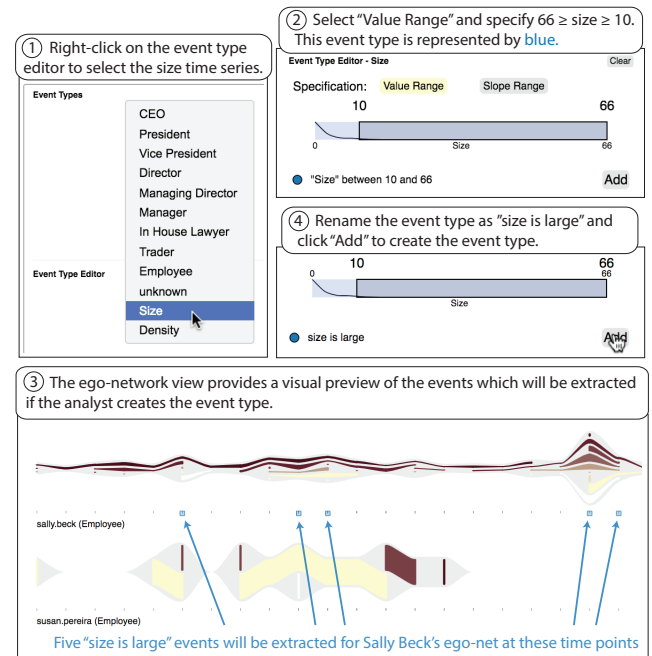 ① Right-click on the event type
editor to select the size time series.
Event Types
CEO
President
Vice President
Director
Managing Director
Manager
In House Lawyer
Trader
Employee
unknown
Size
Density
Event Type Editor
② Select “Value Range” and specify 66 ≥ size ≥ 10.
This event type is represented by blue.
Event Type Editor - Size
Clear
Specification: Value Range Slope Range
10 66
0 Size 66
"Size" between 10 and 66
Add
④ Rename the event type as ”size is large” and
click “Add” to create the event type.
10 66
0 66
Size
size is large
Add
③ The ego-network view provides a visual preview of the events which will be extracted
if the analyst creates the event type.
sally.beck (Employee)
susan.pereira (Employee)
Five “size is large” events will be extracted for Sally Beck’s ego-net at these time points